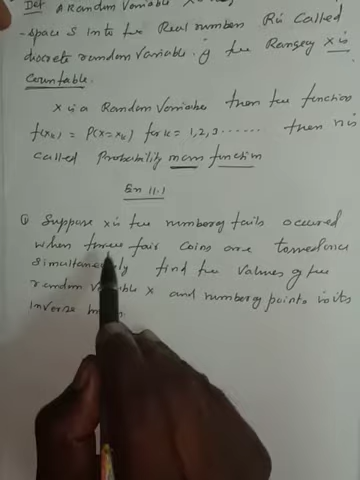 Def A Random Variable X
- space S into the Real numbers R is Called
discrete random Variable. if the Range of X is
Countable.
X is a Random Variable then the function
f(xk) = P(X=xk) for k=1,2,3...... then it is
called Probability mass function
Ex 11.1
① Suppose X is the number of tails occured
when three fair coins are tossed once
simultaneously find the values of the
random Variable X and number of points in its
Inverse